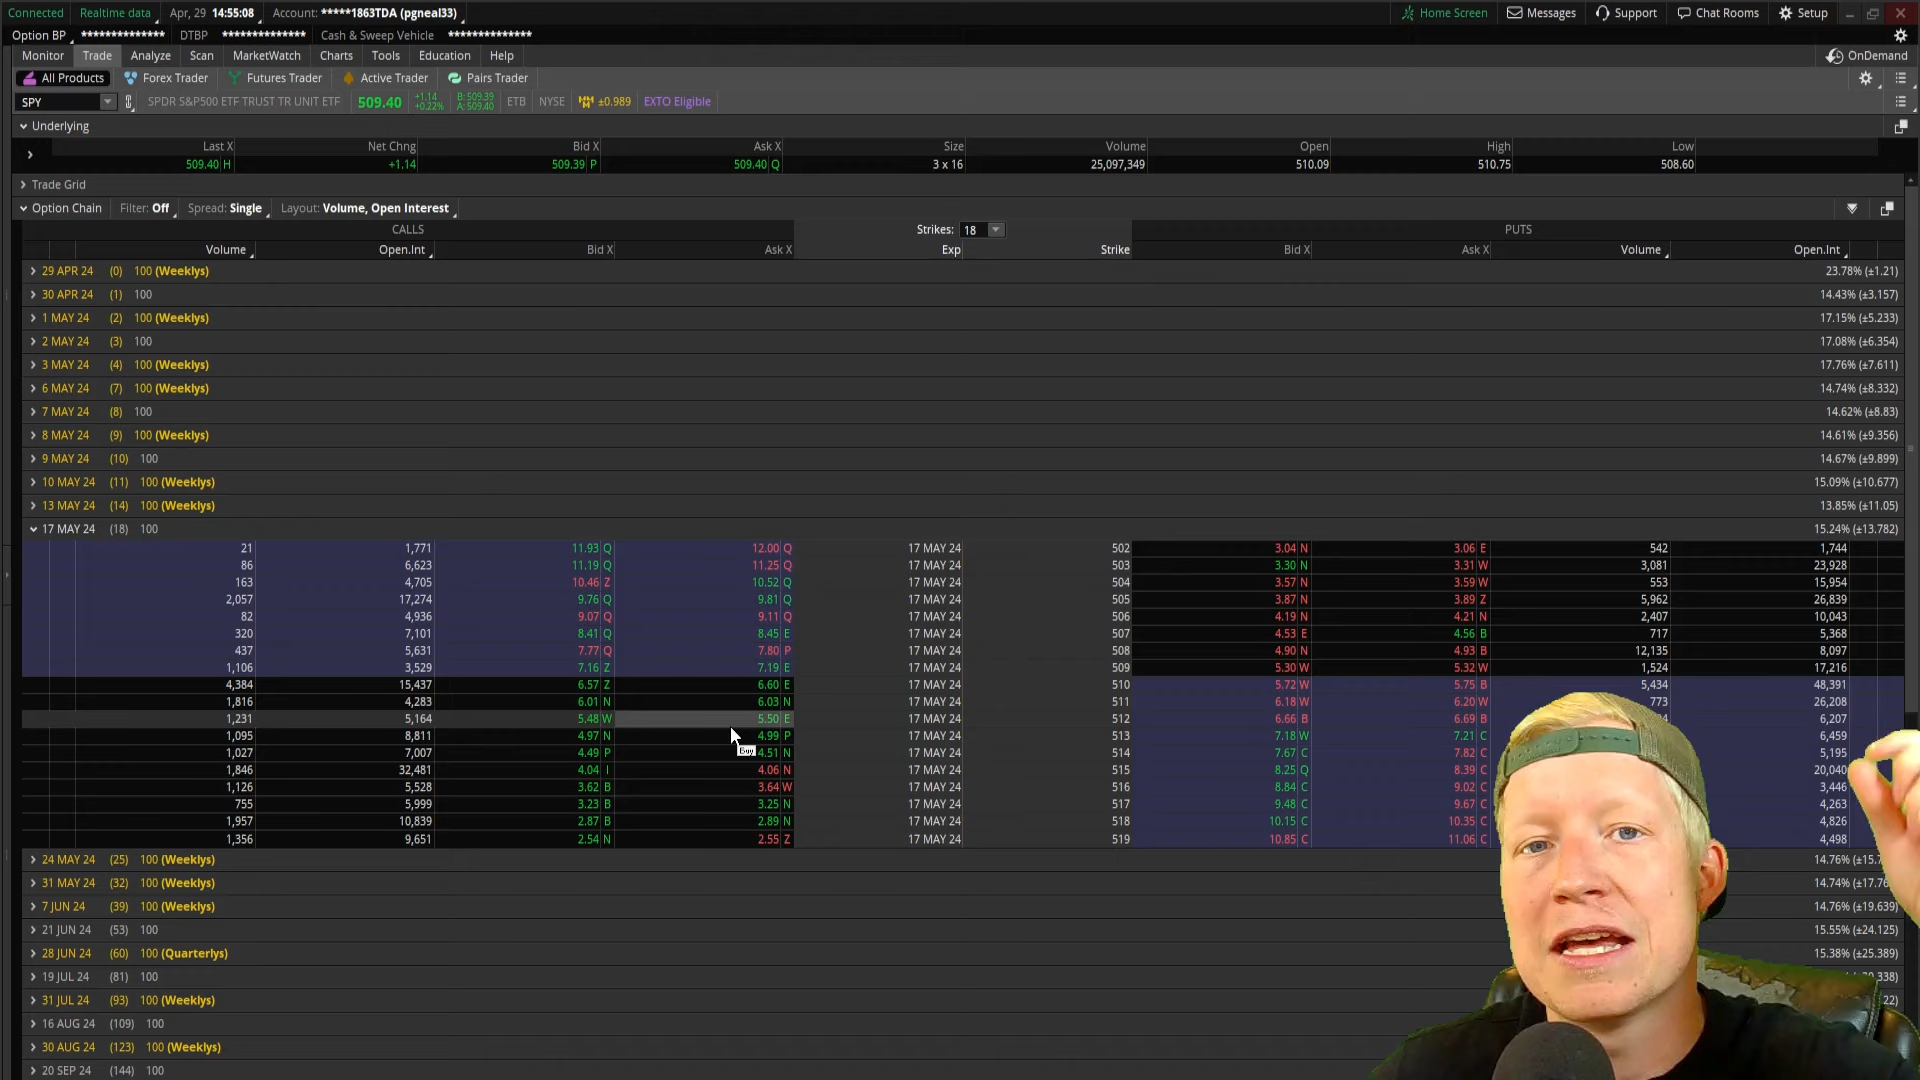 Connected Realtime data Apr, 29 14:55:08 Account: *****1863TDA (pgneal33) Home Screen Messages Support Chat Rooms Setup
Option BP ************** DTBP ************** Cash & Sweep Vehicle **************
Monitor Trade Analyze Scan MarketWatch Charts Tools Education Help OnDemand
All Products Forex Trader Futures Trader Active Trader Pairs Trader
SPY SPDR S&P500 ETF TRUST TR UNIT ETF 509.40 +1.14 B: 509.39 ETB NYSE ±0.989 EXTO Eligible
+0.22% A: 509.40
Underlying
Last X Net Chng Bid X Ask X Size Volume Open High Low
509.40 H +1.14 509.39 P 509.40 Q 3 x 16 25,097,349 510.09 510.75 508.60
Trade Grid
Option Chain Filter: Off Spread: Single Layout: Volume, Open Interest
CALLS Strikes: 18 PUTS
Volume Open.Int Bid X Ask X Exp Strike Bid X Ask X Volume Open.Int
29 APR 24 (0) 100 (Weeklys) 23.78% (±1.21)
30 APR 24 (1) 100 14.43% (±3.157)
1 MAY 24 (2) 100 (Weeklys) 17.15% (±5.233)
2 MAY 24 (3) 100 17.08% (±6.354)
3 MAY 24 (4) 100 (Weeklys) 17.76% (±7.611)
6 MAY 24 (7) 100 (Weeklys) 14.74% (±8.332)
7 MAY 24 (8) 100 14.62% (±8.83)
8 MAY 24 (9) 100 (Weeklys) 14.61% (±9.356)
9 MAY 24 (10) 100 14.67% (±9.899)
10 MAY 24 (11) 100 (Weeklys) 15.09% (±10.677)
13 MAY 24 (14) 100 (Weeklys) 13.85% (±11.05)
17 MAY 24 (18) 100 15.24% (±13.782)
21 1,771 11.93 Q 12.00 Q 17 MAY 24 502 3.04 N 3.06 E 542 1,744
86 6,623 11.19 Q 11.25 Q 17 MAY 24 503 3.30 N 3.31 W 3,081 23,928
163 4,705 10.46 Z 10.52 Q 17 MAY 24 504 3.57 N 3.59 W 553 15,954
2,057 17,274 9.76 Q 9.81 Q 17 MAY 24 505 3.87 N 3.89 Z 5,962 26,839
82 4,936 9.07 Q 9.11 Q 17 MAY 24 506 4.19 N 4.21 N 2,407 10,043
320 7,101 8.41 Q 8.45 E 17 MAY 24 507 4.53 E 4.56 B 717 5,368
437 5,631 7.77 Q 7.80 P 17 MAY 24 508 4.90 N 4.93 B 12,135 8,097
1,106 3,529 7.16 Z 7.19 E 17 MAY 24 509 5.30 W 5.32 W 1,524 17,216
4,384 15,437 6.57 Z 6.60 E 17 MAY 24 510 5.72 W 5.75 B 5,434 48,391
1,816 4,283 6.01 N 6.03 N 17 MAY 24 511 6.18 W 6.20 W 773 26,208
1,231 5,164 5.48 W 5.50 E 17 MAY 24 512 6.66 B 6.69 B 6,207
1,095 8,811 4.97 N 4.99 P 17 MAY 24 513 7.18 W 7.21 C 6,459
1,027 7,007 4.49 P Buy 4.51 N 17 MAY 24 514 7.67 C 7.82 C 5,195
1,846 32,481 4.04 I 4.06 N 17 MAY 24 515 8.25 Q 8.39 C 20,040
1,126 5,528 3.62 B 3.64 W 17 MAY 24 516 8.84 C 9.02 C 3,446
755 5,999 3.23 B 3.25 N 17 MAY 24 517 9.48 C 9.67 C 4,263
1,957 10,839 2.87 B 2.89 N 17 MAY 24 518 10.15 C 10.35 C 4,826
1,356 9,651 2.54 N 2.55 Z 17 MAY 24 519 10.85 C 11.06 C 4,498
24 MAY 24 (25) 100 (Weeklys) 14.76%
31 MAY 24 (32) 100 (Weeklys) 14.74%
7 JUN 24 (39) 100 (Weeklys) 14.76% (±19.639)
21 JUN 24 (53) 100 15.55% (±24.125)
28 JUN 24 (60) 100 (Quarterlys) 15.38% (±25.389)
19 JUL 24 (81) 100
31 JUL 24 (93) 100 (Weeklys)
16 AUG 24 (109) 100
30 AUG 24 (123) 100 (Weeklys)
20 SEP 24 (144) 100